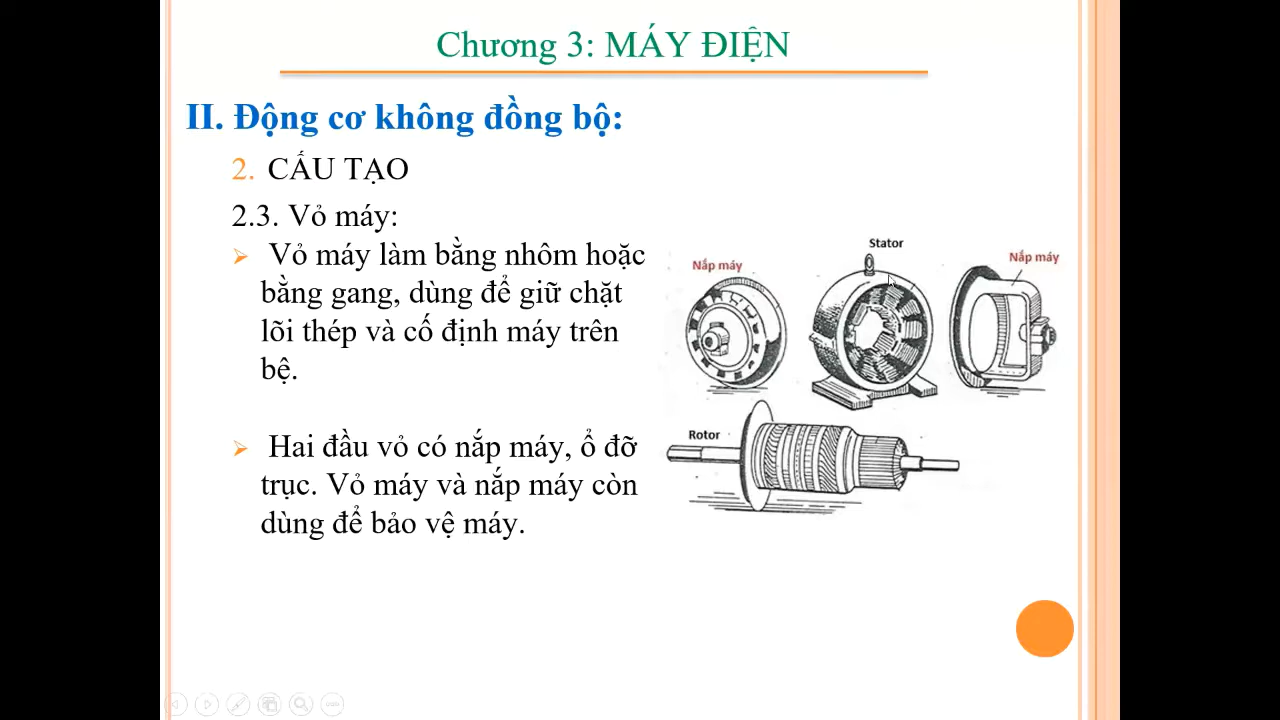 Chương 3: MÁY ĐIỆN
II. Động cơ không đồng bộ:
2. CẤU TẠO
2.3. Vỏ máy:
Vỏ máy làm bằng nhôm hoặc
bằng gang, dùng để giữ chặt
lõi thép và cố định máy trên
bệ.
Hai đầu vỏ có nắp máy, ổ đỡ
trục. Vỏ máy và nắp máy còn
dùng để bảo vệ máy.
Stator
Nắp máy
Nắp máy
Rotor